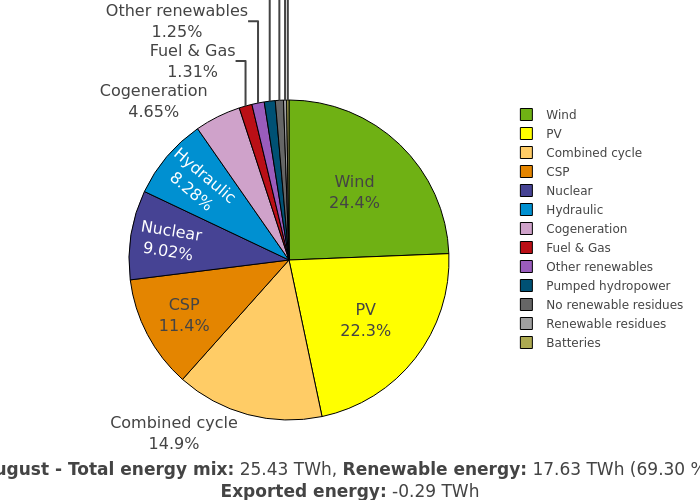 Other renewables
1.25%
Fuel & Gas
1.31%
Cogeneration
4.65%
Hydraulic
8.28%
Nuclear
9.02%
CSP
11.4%
Combined cycle
14.9%
Wind
24.4%
PV
22.3%
Wind
PV
Combined cycle
CSP
Nuclear
Hydraulic
Cogeneration
Fuel & Gas
Other renewables
Pumped hydropower
No renewable residues
Renewable residues
Batteries
ugust - Total energy mix: 25.43 TWh, Renewable energy: 17.63 TWh (69.30 %
Exported energy: -0.29 TWh